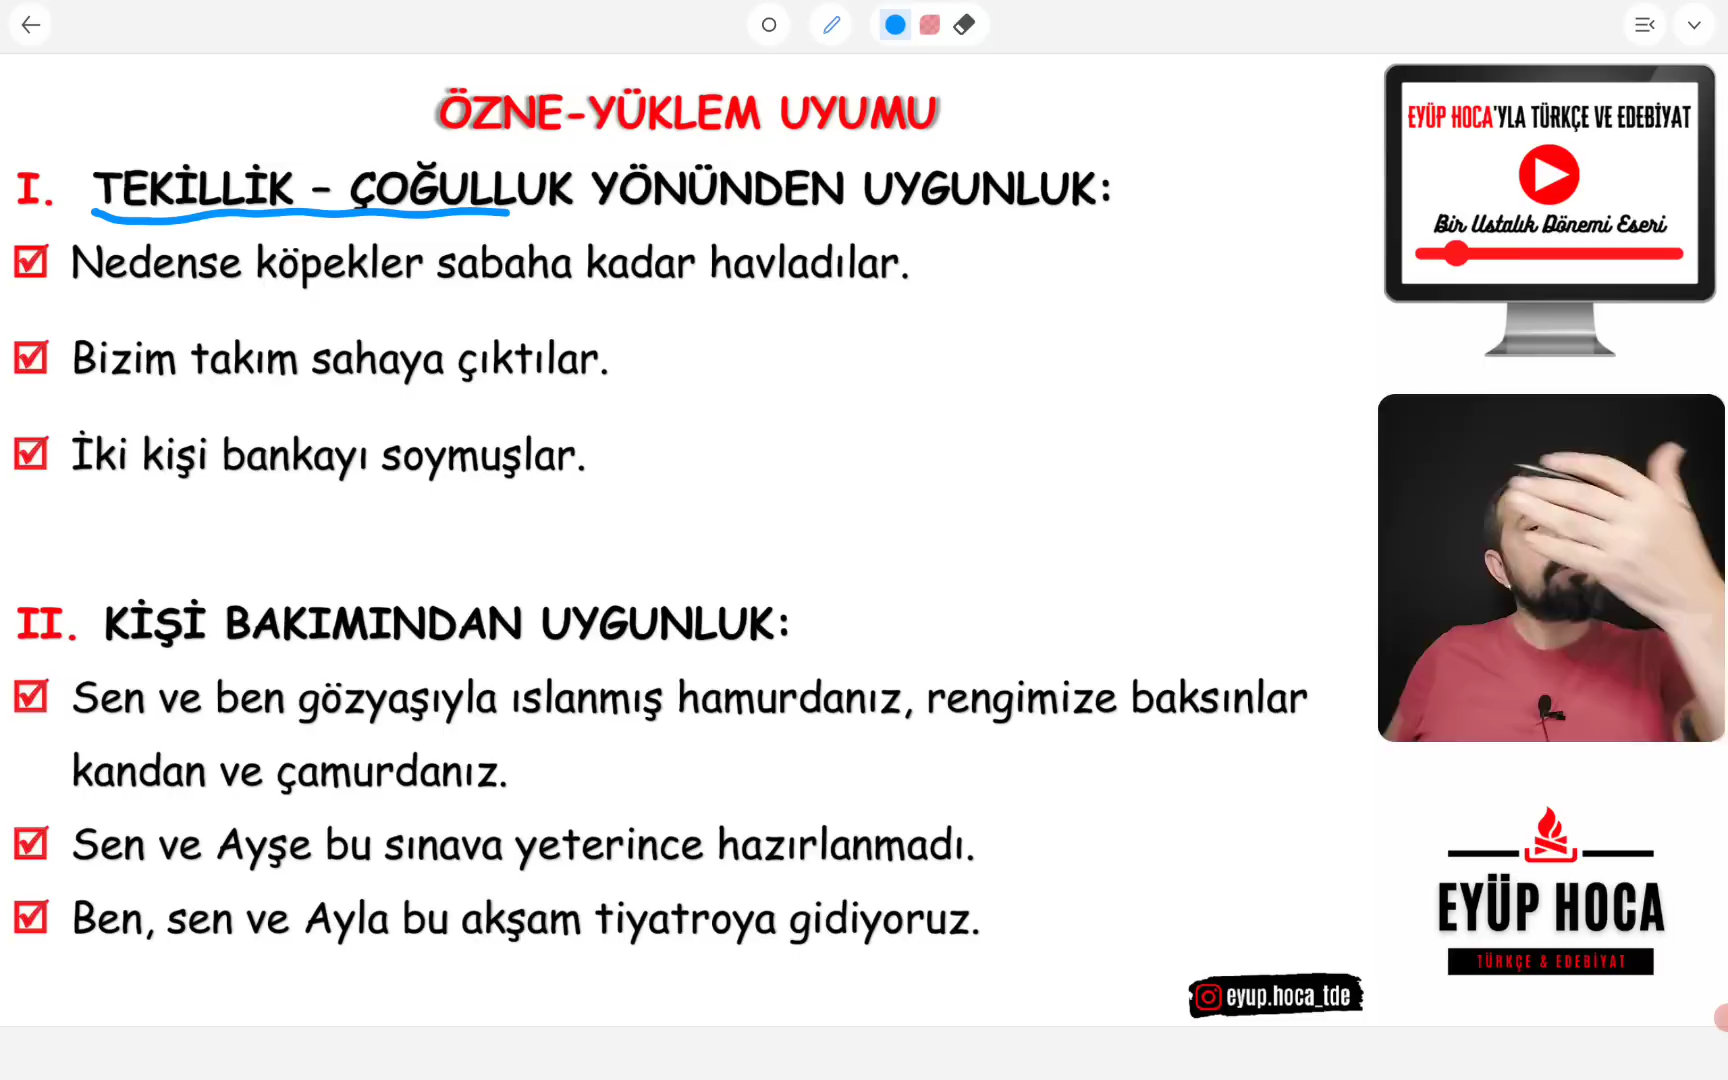 ÖZNE-YÜKLEM UYUMU
I. TEKİLLİK - ÇOĞULLUK YÖNÜNDEN UYGUNLUK:
Nedense köpekler sabaha kadar havladılar.
Bizim takım sahaya çıktılar.
İki kişi bankayı soymuşlar.
II. KİŞİ BAKIMINDAN UYGUNLUK:
Sen ve ben gözyaşıyla ıslanmış hamurdanız, rengimize baksınlar
kandan ve çamurdanız.
Sen ve Ayşe bu sınava yeterince hazırlanmadı.
Ben, sen ve Ayla bu akşam tiyatroya gidiyoruz.
EYÜP HOCA'YLA TÜRKÇE VE EDEBİYAT
Bir Ustalık Dönemi Eseri
EYÜP HOCA
TÜRKÇE & EDEBİYAT
eyup.hoca_tde